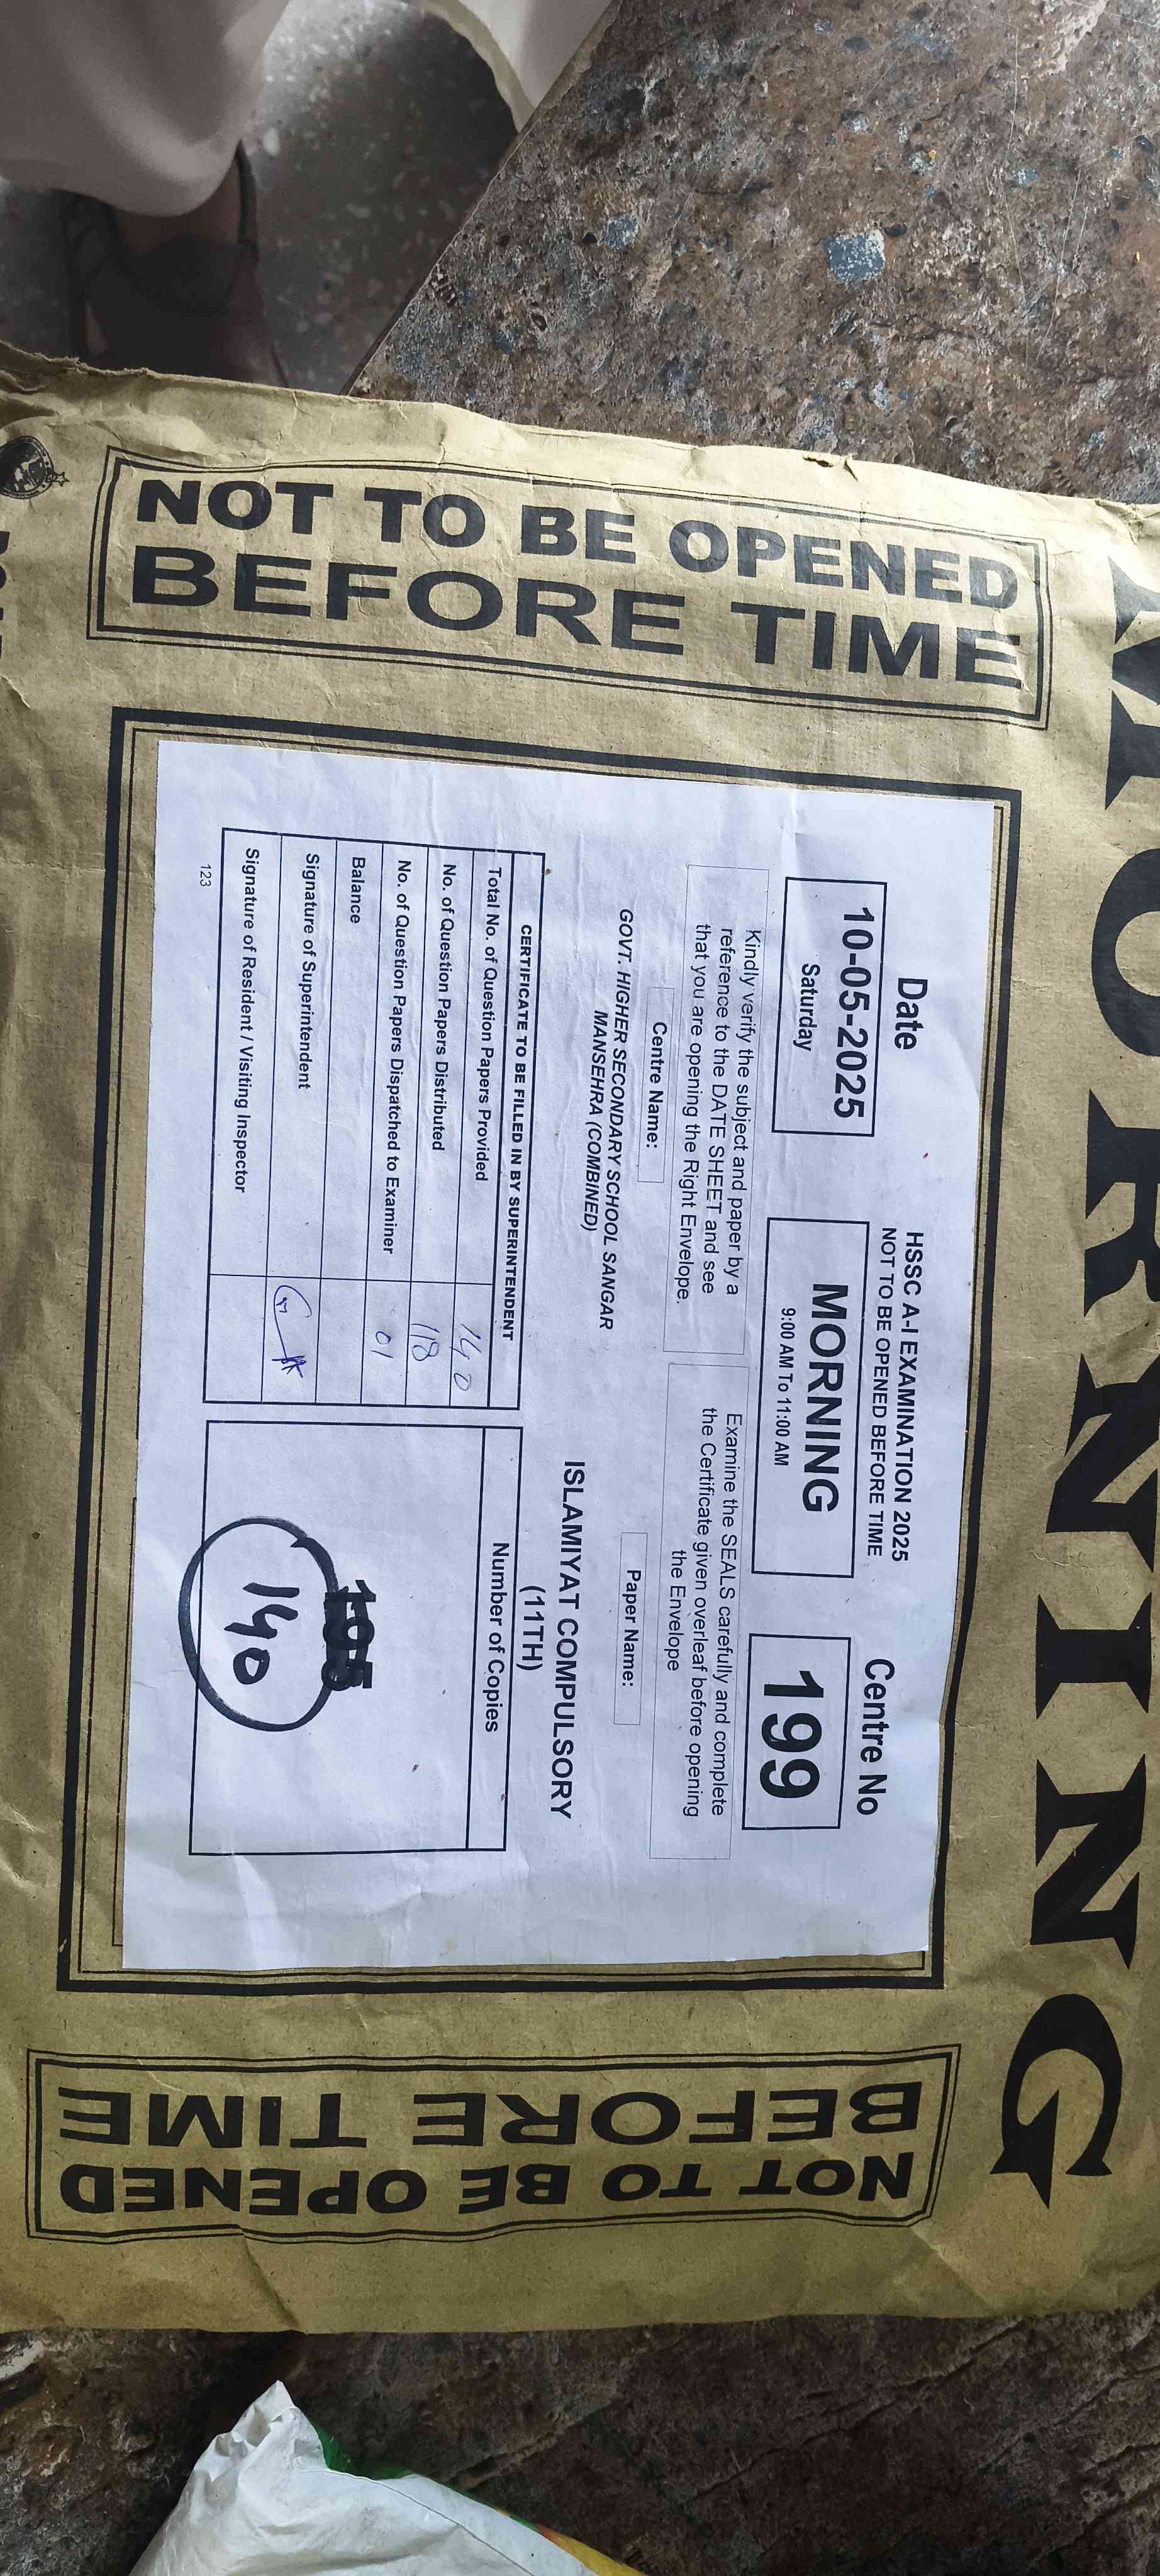 MORNING
NOT TO BE OPENED
BEFORE TIME
Date
10-05-2025
Saturday
HSSC A-I EXAMINATION 2025
NOT TO BE OPENED BEFORE TIME
MORNING
9:00 AM To 11:00 AM
Centre No
199
Kindly verify the subject and paper by a
reference to the DATE SHEET and see
that you are opening the Right Envelope.
Examine the SEALS carefully and complete
the Certificate given overleaf before opening
the Envelope
Centre Name:
GOVT. HIGHER SECONDARY SCHOOL SANGAR
MANSEHRA (COMBINED)
Paper Name:
ISLAMIYAT COMPULSORY
(11TH)
CERTIFICATE TO BE FILLED IN BY SUPERINTENDENT
Total No. of Question Papers Provided 140
No. of Question Papers Distributed 118
No. of Question Papers Dispatched to Examiner 01
Balance
Signature of Superintendent
Signature of Resident / Visiting Inspector
123
Number of Copies
195
140
NOT TO BE OPENED
BEFORE TIME